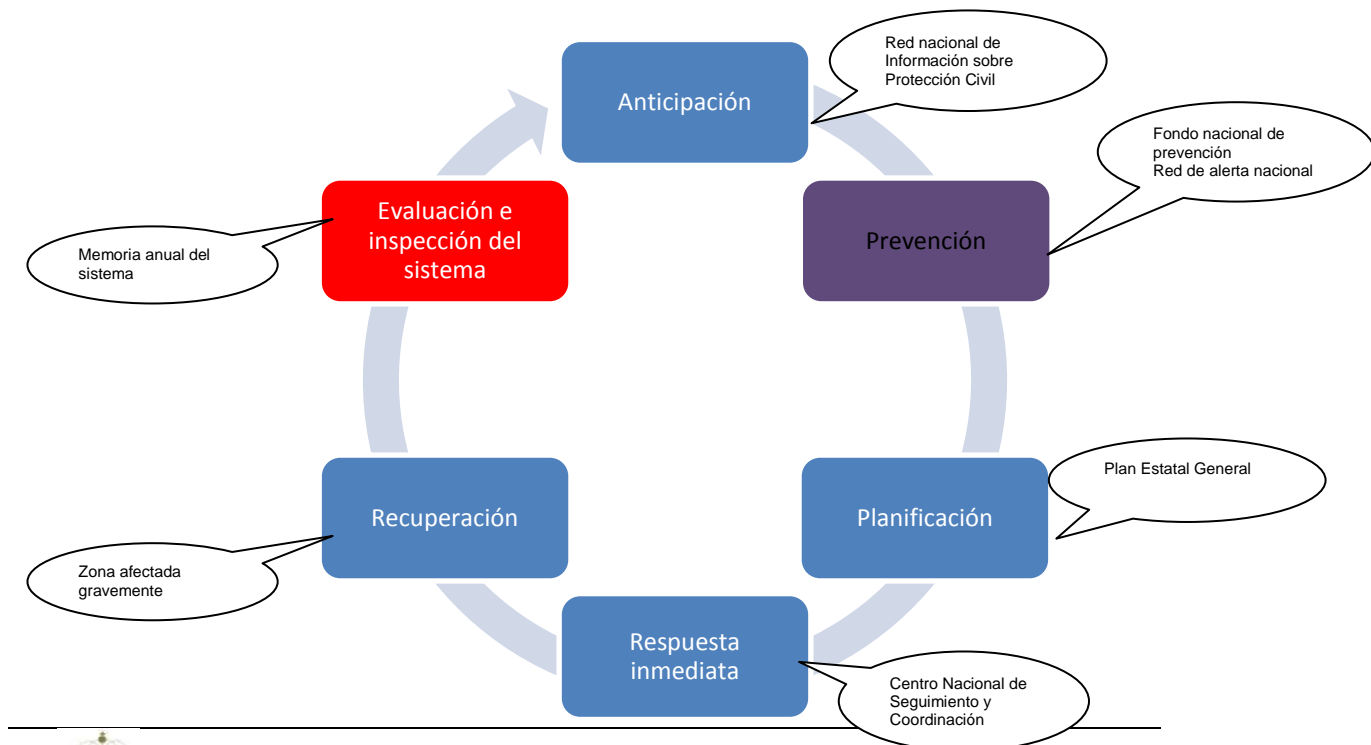 Red nacional de
Información sobre
Protección Civil
Anticipación
Fondo nacional de
prevención
Red de alerta nacional
Evaluación e
inspección del
sistema
Prevención
Memoria anual del
sistema
Plan Estatal General
Recuperación
Planificación
Zona afectada
gravemente
Respuesta
inmediata
Centro Nacional de
Seguimiento y
Coordinación